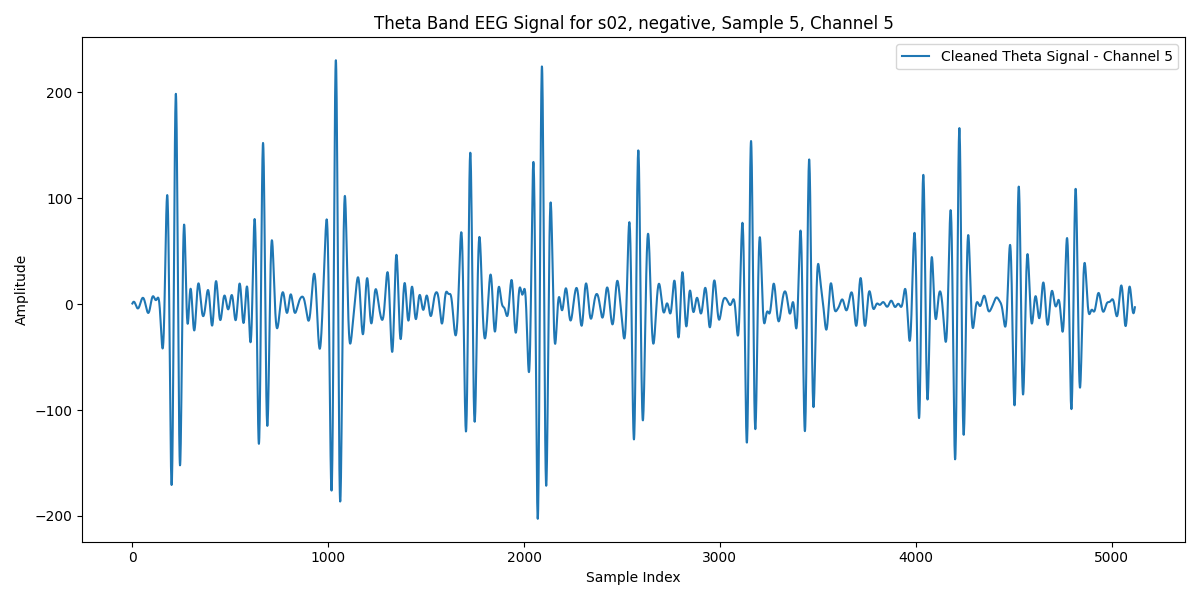 Theta Band EEG Signal for s02, negative, Sample 5, Channel 5
Cleaned Theta Signal - Channel 5
Amplitude
200
100
0
−100
−200
0 1000 2000 3000 4000 5000
Sample Index